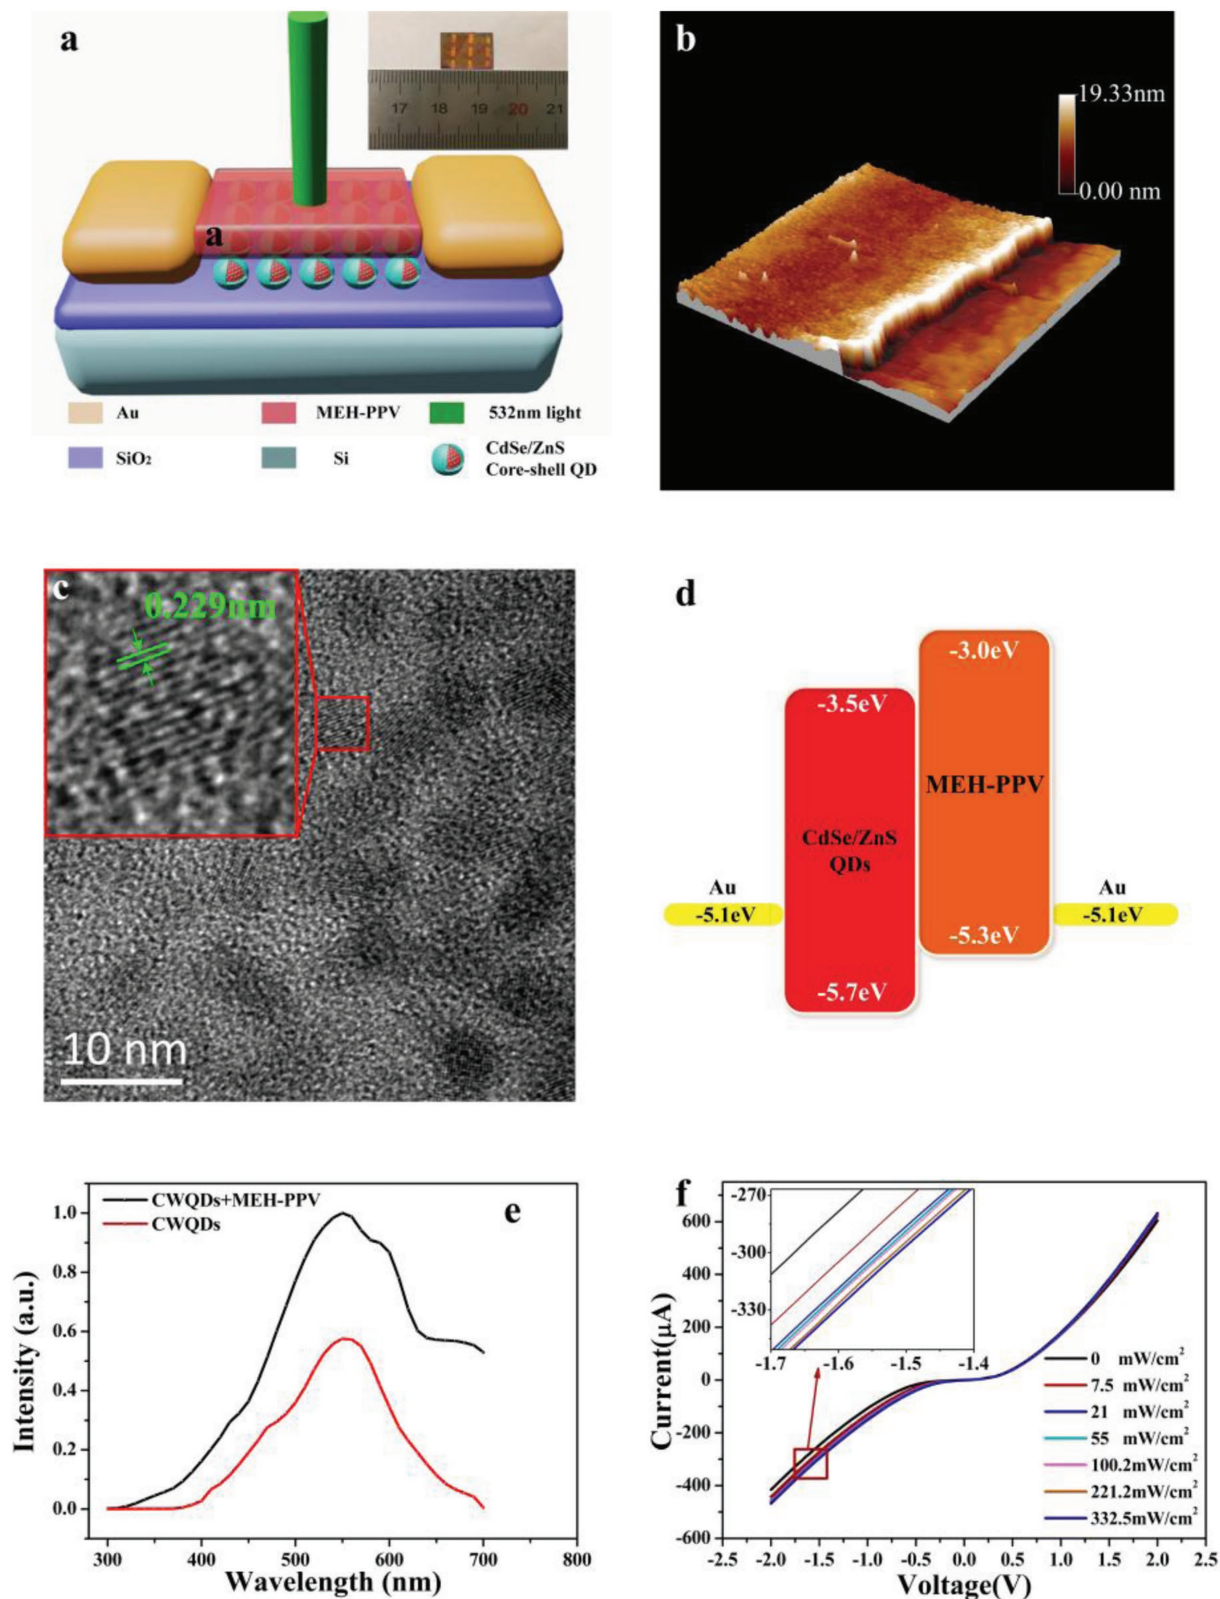 a
17 18 19 20 21
a
Au
MEH-PPV
532nm light
SiO₂
Si
CdSe/ZnS
Core-shell QD
b
19.33nm
0.00 nm
c
0.229nm
10 nm
d
-3.0eV
-3.5eV
MEH-PPV
CdSe/ZnS
QDs
Au
-5.1eV
Au
-5.1eV
-5.3eV
-5.7eV
e
CWQDs+MEH-PPV
CWQDs
1.0
0.8
0.6
0.4
0.2
0.0
Intensity (a.u.)
300 400 500 600 700 800
Wavelength (nm)
f
-270
-300
-330
-1.7 -1.6 -1.5 -1.4
600
400
200
0
-200
-400
-600
Current(μA)
0 mW/cm²
7.5 mW/cm²
21 mW/cm²
55 mW/cm²
100.2mW/cm²
221.2mW/cm²
332.5mW/cm²
-2.5 -2.0 -1.5 -1.0 -0.5 0.0 0.5 1.0 1.5 2.0 2.5
Voltage(V)